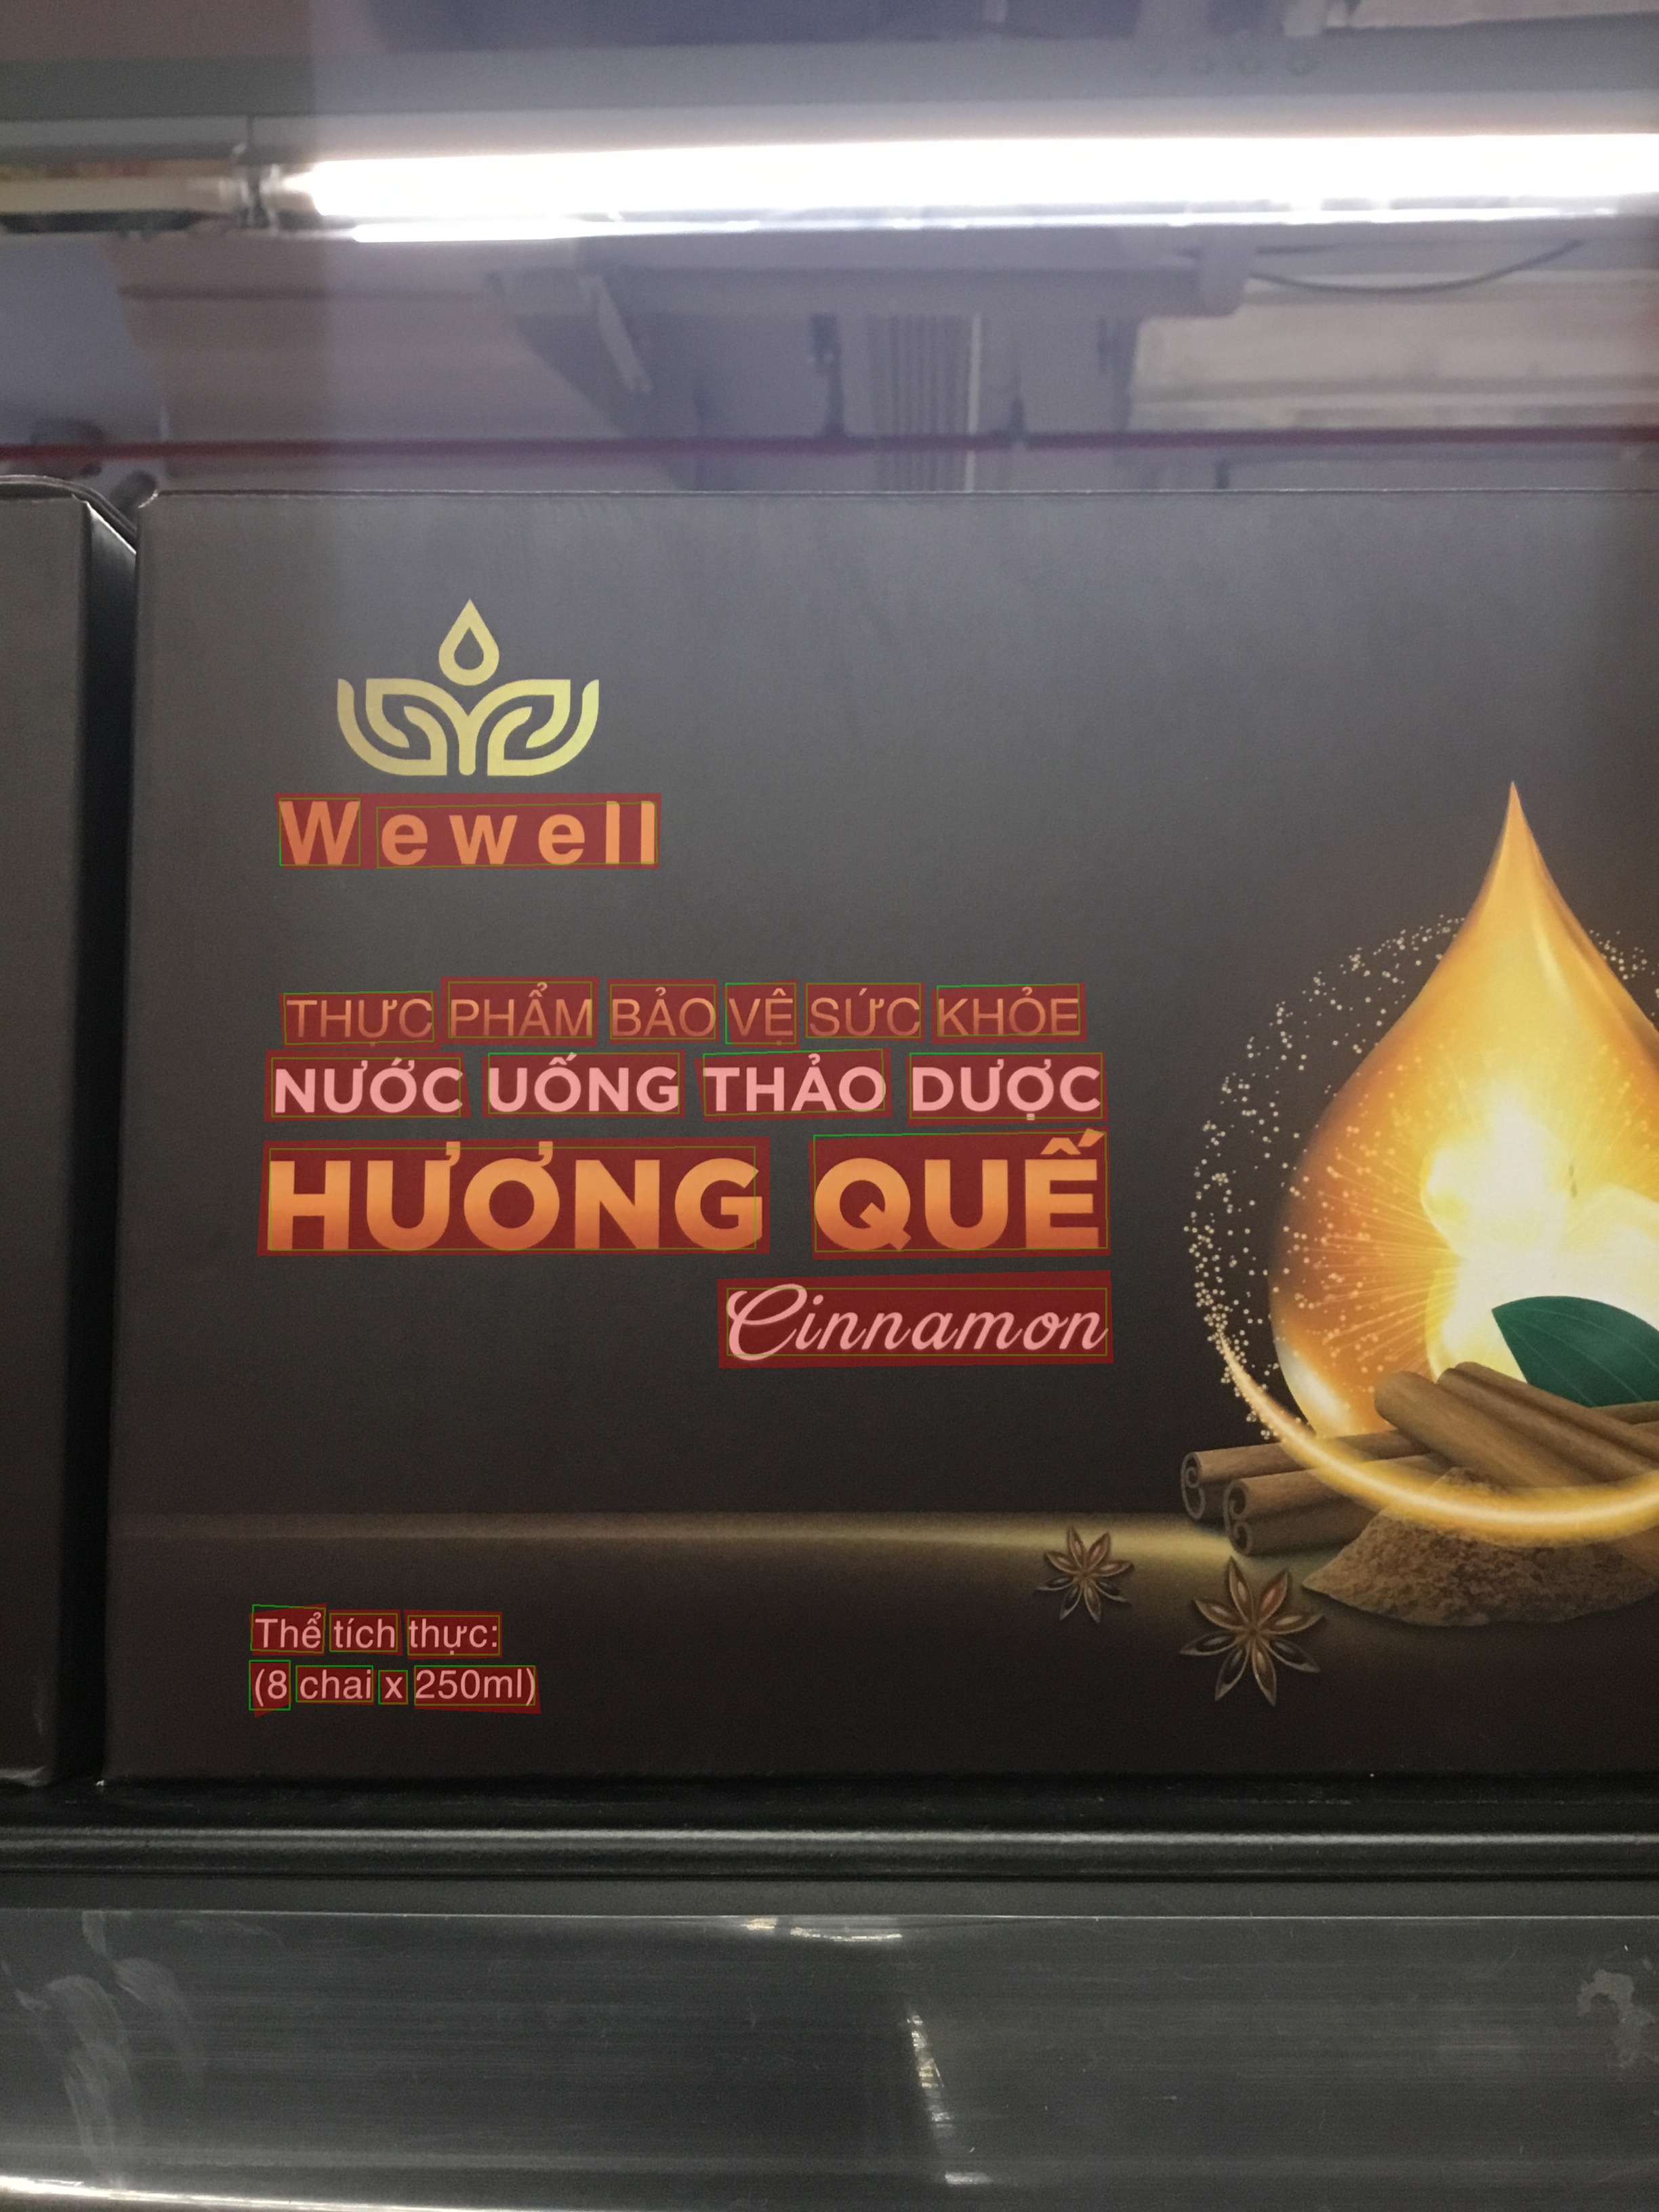 Wewell
THỰC PHẨM BẢO VỆ SỨC KHỎE
NƯỚC UỐNG THẢO DƯỢC
HƯƠNG QUẾ
Cinnamon
Thể tích thực:
(8 chai x 250ml)